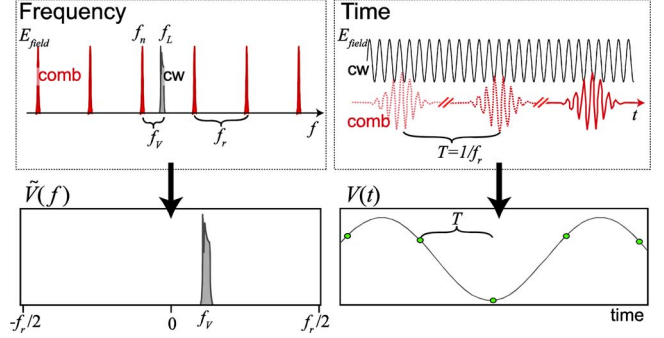 Frequency
E_field
f_n
f_L
comb
cw
f
f_V
f_r
Time
E_field
cw
comb
t
T=1/f_r
Ṽ(f)
-f_r/2
0
f_V
f_r/2
V(t)
T
time